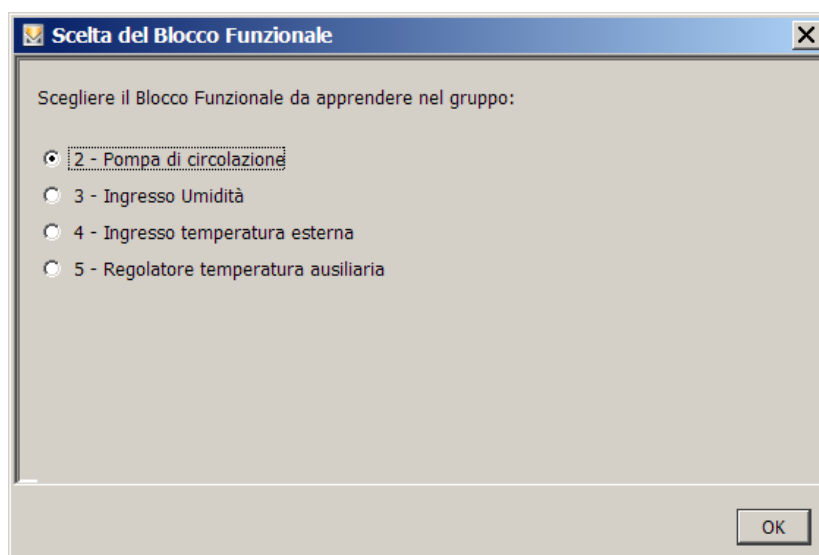 Scelta del Blocco Funzionale
Scegliere il Blocco Funzionale da apprendere nel gruppo:
2 - Pompa di circolazione
3 - Ingresso Umidità
4 - Ingresso temperatura esterna
5 - Regolatore temperatura ausiliaria
OK